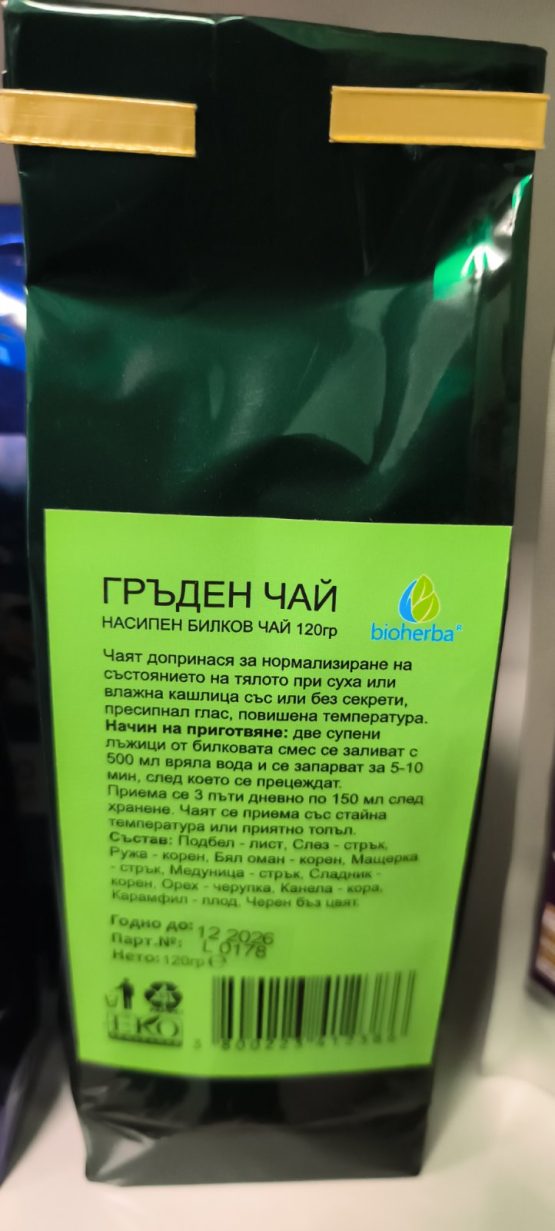 ГРЪДЕН ЧАЙ
НАСИПЕН БИЛКОВ ЧАЙ 120гр
bioherba®
Чаят допринася за нормализиране на
състоянието на тялото при суха или
влажна кашлица със или без секрети,
пресипнал глас, повишена температура.
Начин на приготвяне: две супени
лъжици от билковата смес се заливат с
500 мл вряла вода и се запарват за 5-10
мин, след което се прецеждат.
Приема се 3 пъти дневно по 150 мл след
хранене. Чаят се приема със стайна
температура или приятно топъл.
Състав: Подбел - лист, Слез - стрък,
Ружа - корен, Бял оман - корен, Мащерка
- стрък, Медуница - стрък, Сладник -
корен, Орех - черупка, Канела - кора,
Карамфил - плод, Черен бъз цвят.
Годно до: 12 2026
Парт.№: L 0178
Нето: 120гр ℮
EKO